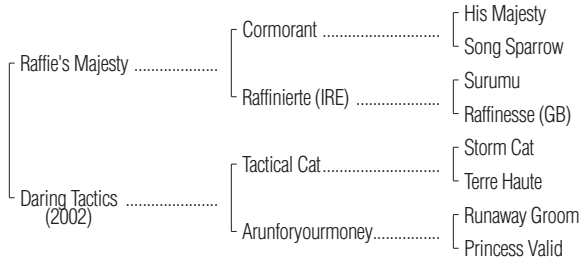 His Majesty
Cormorant ........................
Song Sparrow
Raffie's Majesty .................
Surumu
Raffinierte (IRE) .................
Raffinesse (GB)
Storm Cat
Tactical Cat........................
Terre Haute
Daring Tactics ..................
(2002)
Runaway Groom
Arunforyourmoney..............
Princess Valid